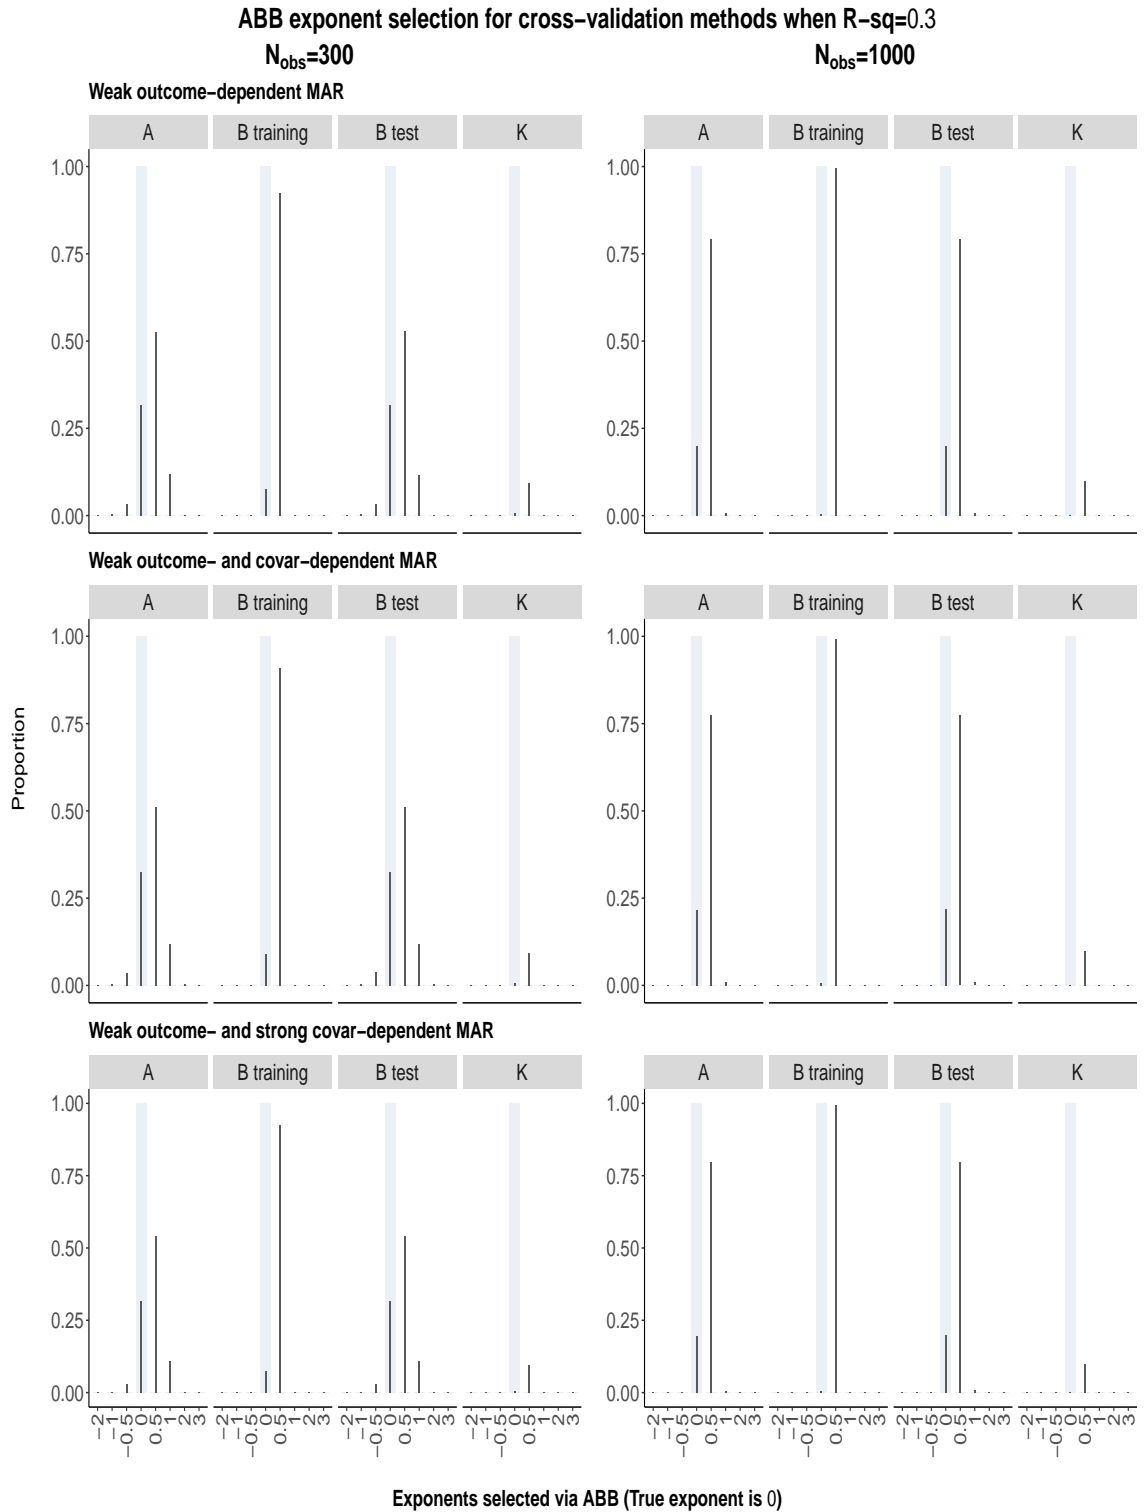 ABB exponent selection for cross−validation methods when R−sq=0.3
N_obs=300 N_obs=1000
Weak outcome−dependent MAR
A B training B test K A B training B test K
1.00 1.00
0.75 0.75
0.50 0.50
0.25 0.25
0.00 0.00
Weak outcome− and covar−dependent MAR
A B training B test K A B training B test K
1.00 1.00
0.75 0.75
0.50 0.50
0.25 0.25
0.00 0.00
Proportion
Weak outcome− and strong covar−dependent MAR
A B training B test K A B training B test K
1.00 1.00
0.75 0.75
0.50 0.50
0.25 0.25
0.00 0.00
−2 −1 −0.5 0 0.5 1 2 3 −2 −1 −0.5 0 0.5 1 2 3 −2 −1 −0.5 0 0.5 1 2 3 −2 −1 −0.5 0 0.5 1 2 3 −2 −1 −0.5 0 0.5 1 2 3 −2 −1 −0.5 0 0.5 1 2 3 −2 −1 −0.5 0 0.5 1 2 3 −2 −1 −0.5 0 0.5 1 2 3
Exponents selected via ABB (True exponent is 0)